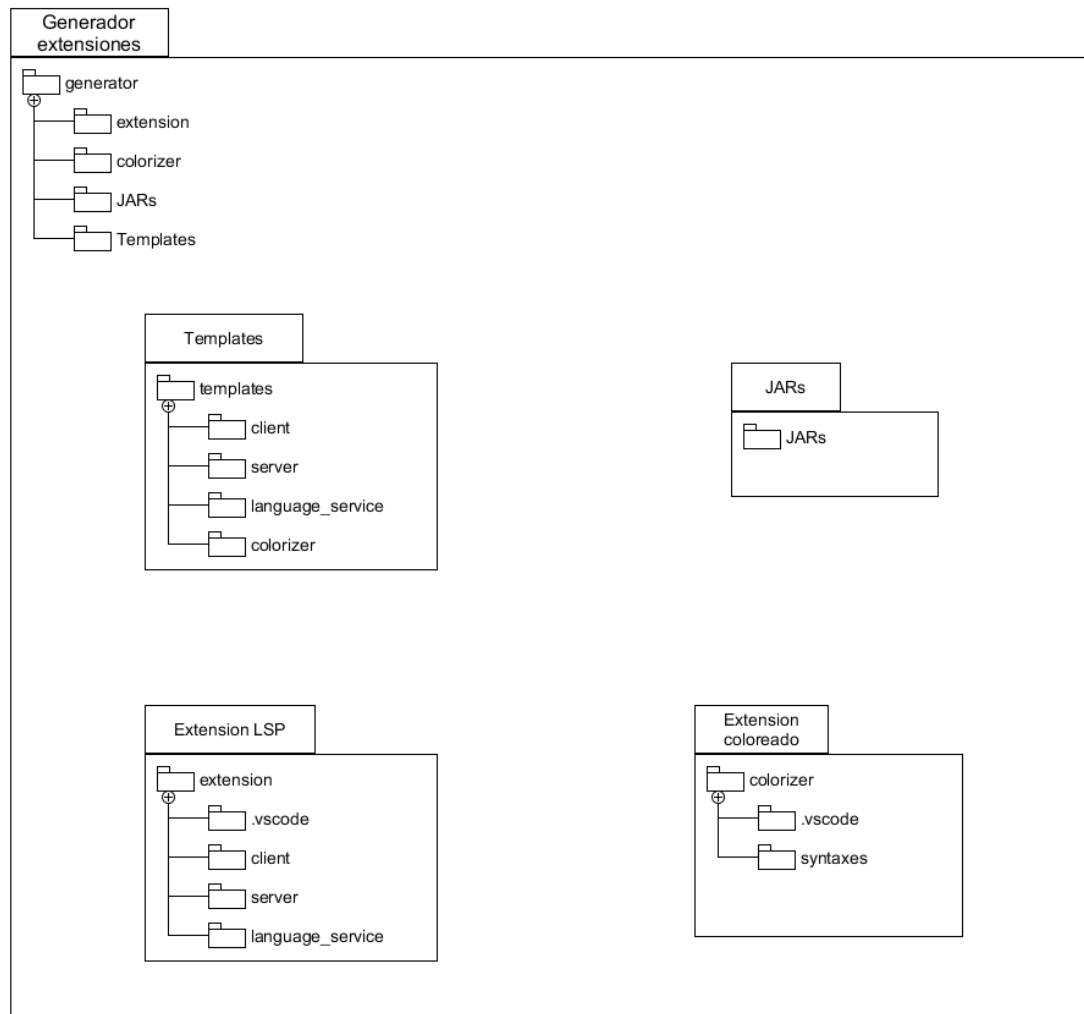 Generador
extensiones
generator
extension
colorizer
JARs
Templates
Templates
templates
client
server
language_service
colorizer
JARs
JARs
Extension LSP
extension
.vscode
client
server
language_service
Extension
coloreado
colorizer
.vscode
syntaxes